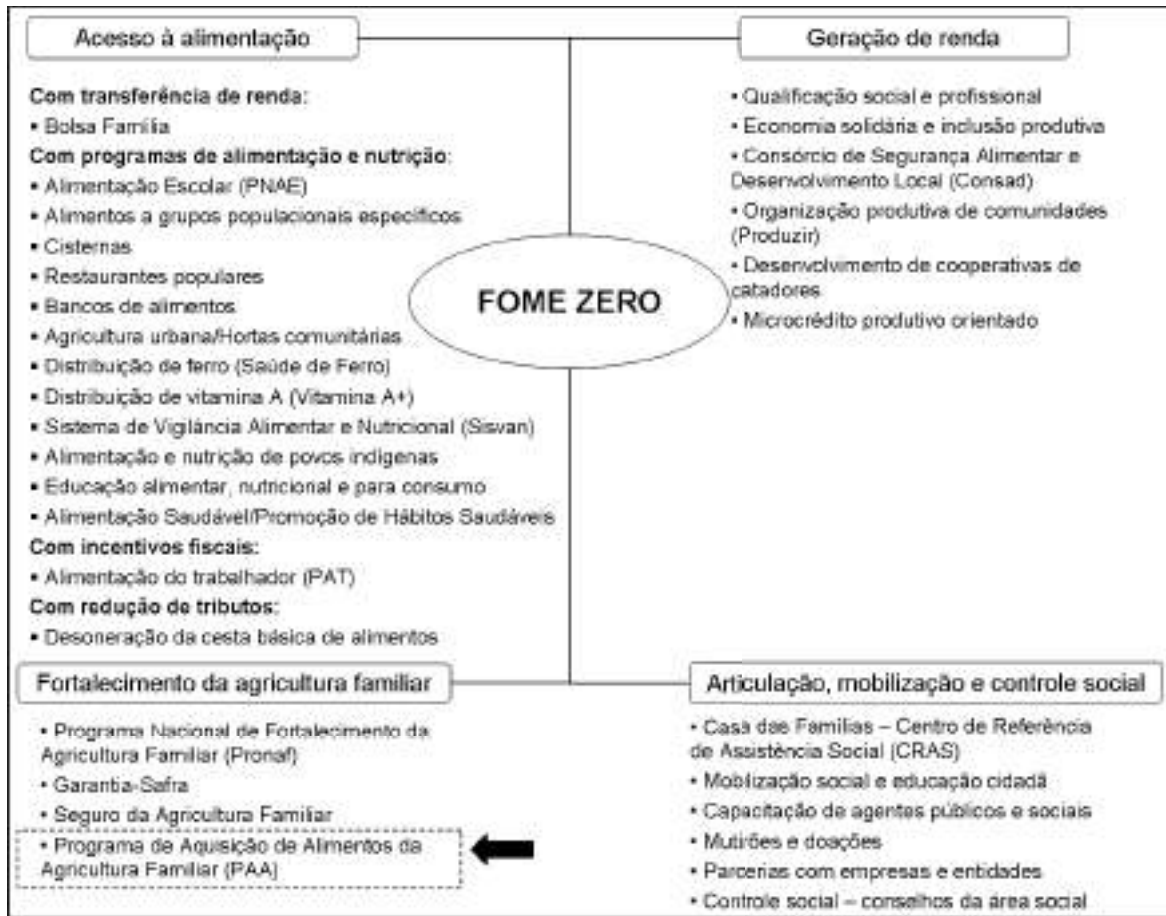 Acesso à alimentação
Com transferência de renda:
▪ Bolsa Família
Com programas de alimentação e nutrição:
▪ Alimentação Escolar (PNAE)
▪ Alimentos a grupos populacionais específicos
▪ Cisternas
▪ Restaurantes populares
▪ Bancos de alimentos
▪ Agricultura urbana/Hortas comunitárias
▪ Distribuição de ferro (Saúde de Ferro)
▪ Distribuição de vitamina A (Vitamina A+)
▪ Sistema de Vigilância Alimentar e Nutricional (Sisvan)
▪ Alimentação e nutrição de povos indígenas
▪ Educação alimentar, nutricional e para consumo
▪ Alimentação Saudável/Promoção de Hábitos Saudáveis
Com incentivos fiscais:
▪ Alimentação do trabalhador (PAT)
Com redução de tributos:
▪ Desoneração da cesta básica de alimentos
Geração de renda
• Qualificação social e profissional
• Economia solidária e inclusão produtiva
• Consórcio de Segurança Alimentar e
Desenvolvimento Local (Consad)
• Organização produtiva de comunidades
(Produzir)
• Desenvolvimento de cooperativas de
catadores
• Microcrédito produtivo orientado
FOME ZERO
Fortalecimento da agricultura familiar
• Programa Nacional de Fortalecimento da
Agricultura Familiar (Pronaf)
• Garantia-Safra
• Seguro da Agricultura Familiar
• Programa de Aquisição de Alimentos da
Agricultura Familiar (PAA)
Articulação, mobilização e controle social
• Casa das Famílias – Centro de Referência
de Assistência Social (CRAS)
• Mobilização social e educação cidadã
• Capacitação de agentes públicos e sociais
• Mutirões e doações
• Parcerias com empresas e entidades
• Controle social – conselhos da área social